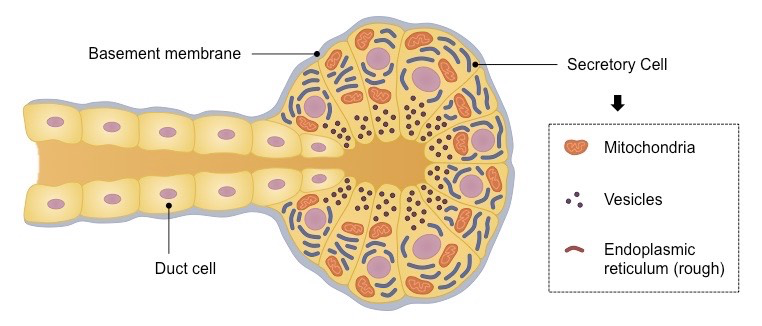 Basement membrane
Secretory Cell
Mitochondria
Vesicles
Endoplasmic
reticulum (rough)
Duct cell